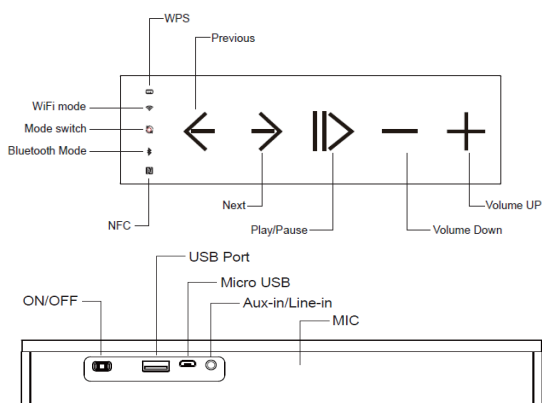 WPS
Previous
WiFi mode
Mode switch
Bluetooth Mode
NFC
Next
Play/Pause
Volume Down
Volume UP
USB Port
Micro USB
Aux-in/Line-in
ON/OFF
MIC